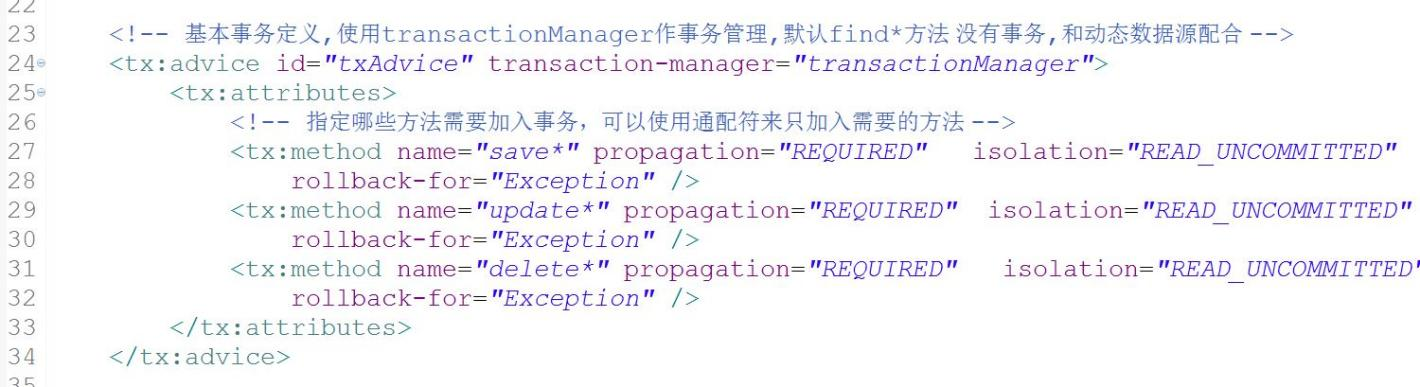 22
23 <!-- 基本事务定义,使用transactionManager作事务管理,默认find*方法 没有事务,和动态数据源配合 -->
24 <tx:advice id="txAdvice" transaction-manager="transactionManager">
25 <tx:attributes>
26 <!-- 指定哪些方法需要加入事务，可以使用通配符来只加入需要的方法 -->
27 <tx:method name="save*" propagation="REQUIRED" isolation="READ_UNCOMMITTED"
28 rollback-for="Exception" />
29 <tx:method name="update*" propagation="REQUIRED" isolation="READ_UNCOMMITTED"
30 rollback-for="Exception" />
31 <tx:method name="delete*" propagation="REQUIRED" isolation="READ_UNCOMMITTED"
32 rollback-for="Exception" />
33 </tx:attributes>
34 </tx:advice>
35